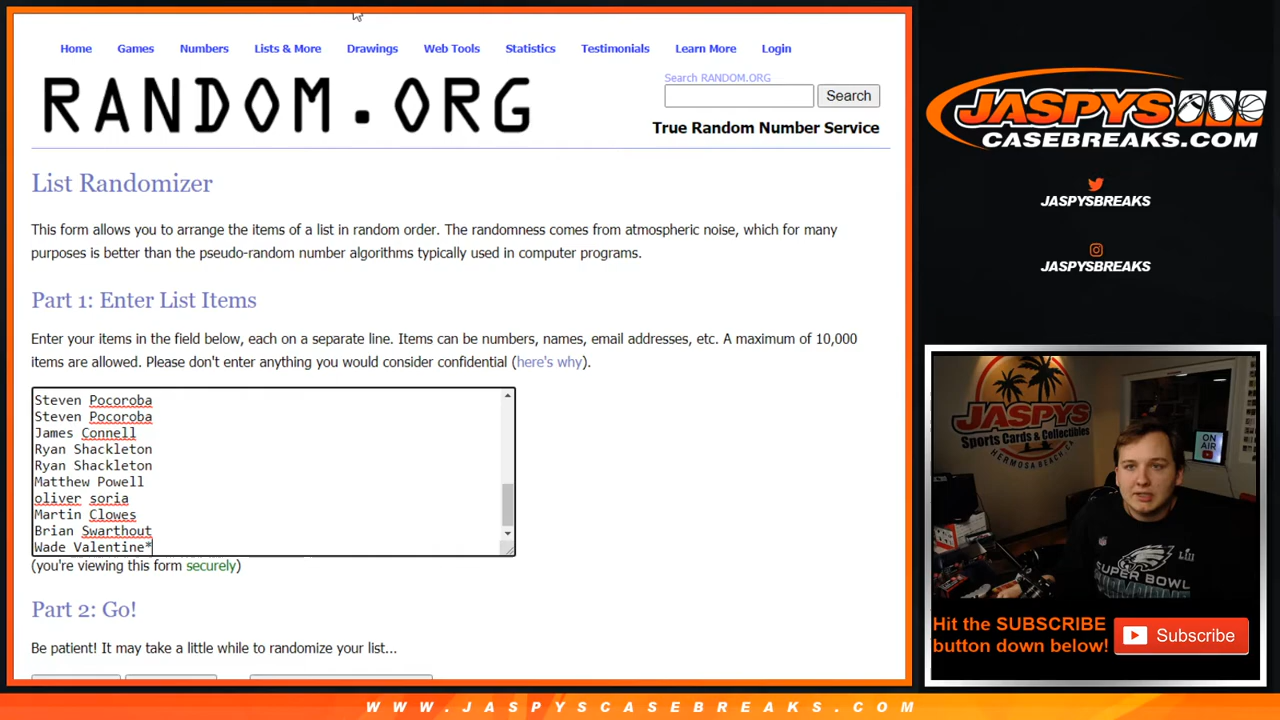 Home Games Numbers Lists & More Drawings Web Tools Statistics Testimonials Learn More Login
RANDOM.ORG
Search RANDOM.ORG
Search
True Random Number Service
List Randomizer
This form allows you to arrange the items of a list in random order. The randomness comes from atmospheric noise, which for many
purposes is better than the pseudo-random number algorithms typically used in computer programs.
Part 1: Enter List Items
Enter your items in the field below, each on a separate line. Items can be numbers, names, email addresses, etc. A maximum of 10,000
items are allowed. Please don't enter anything you would consider confidential (here's why).
Steven Pocoroba
Steven Pocoroba
James Connell
Ryan Shackleton
Ryan Shackleton
Matthew Powell
oliver soria
Martin Clowes
Brian Swarthout
Wade Valentine*
(you're viewing this form securely)
Part 2: Go!
Be patient! It may take a little while to randomize your list...
JASPYS
CASEBREAKS.COM
JASPYSBREAKS
JASPYSBREAKS
JASPYS
Sports Cards & Collectibles
HERMOSA BEACH, CA
ON
AIR
LII
SUPER BOWL
Hit the SUBSCRIBE
button down below!
Subscribe
WWW.JASPYSCASEBREAKS.COM